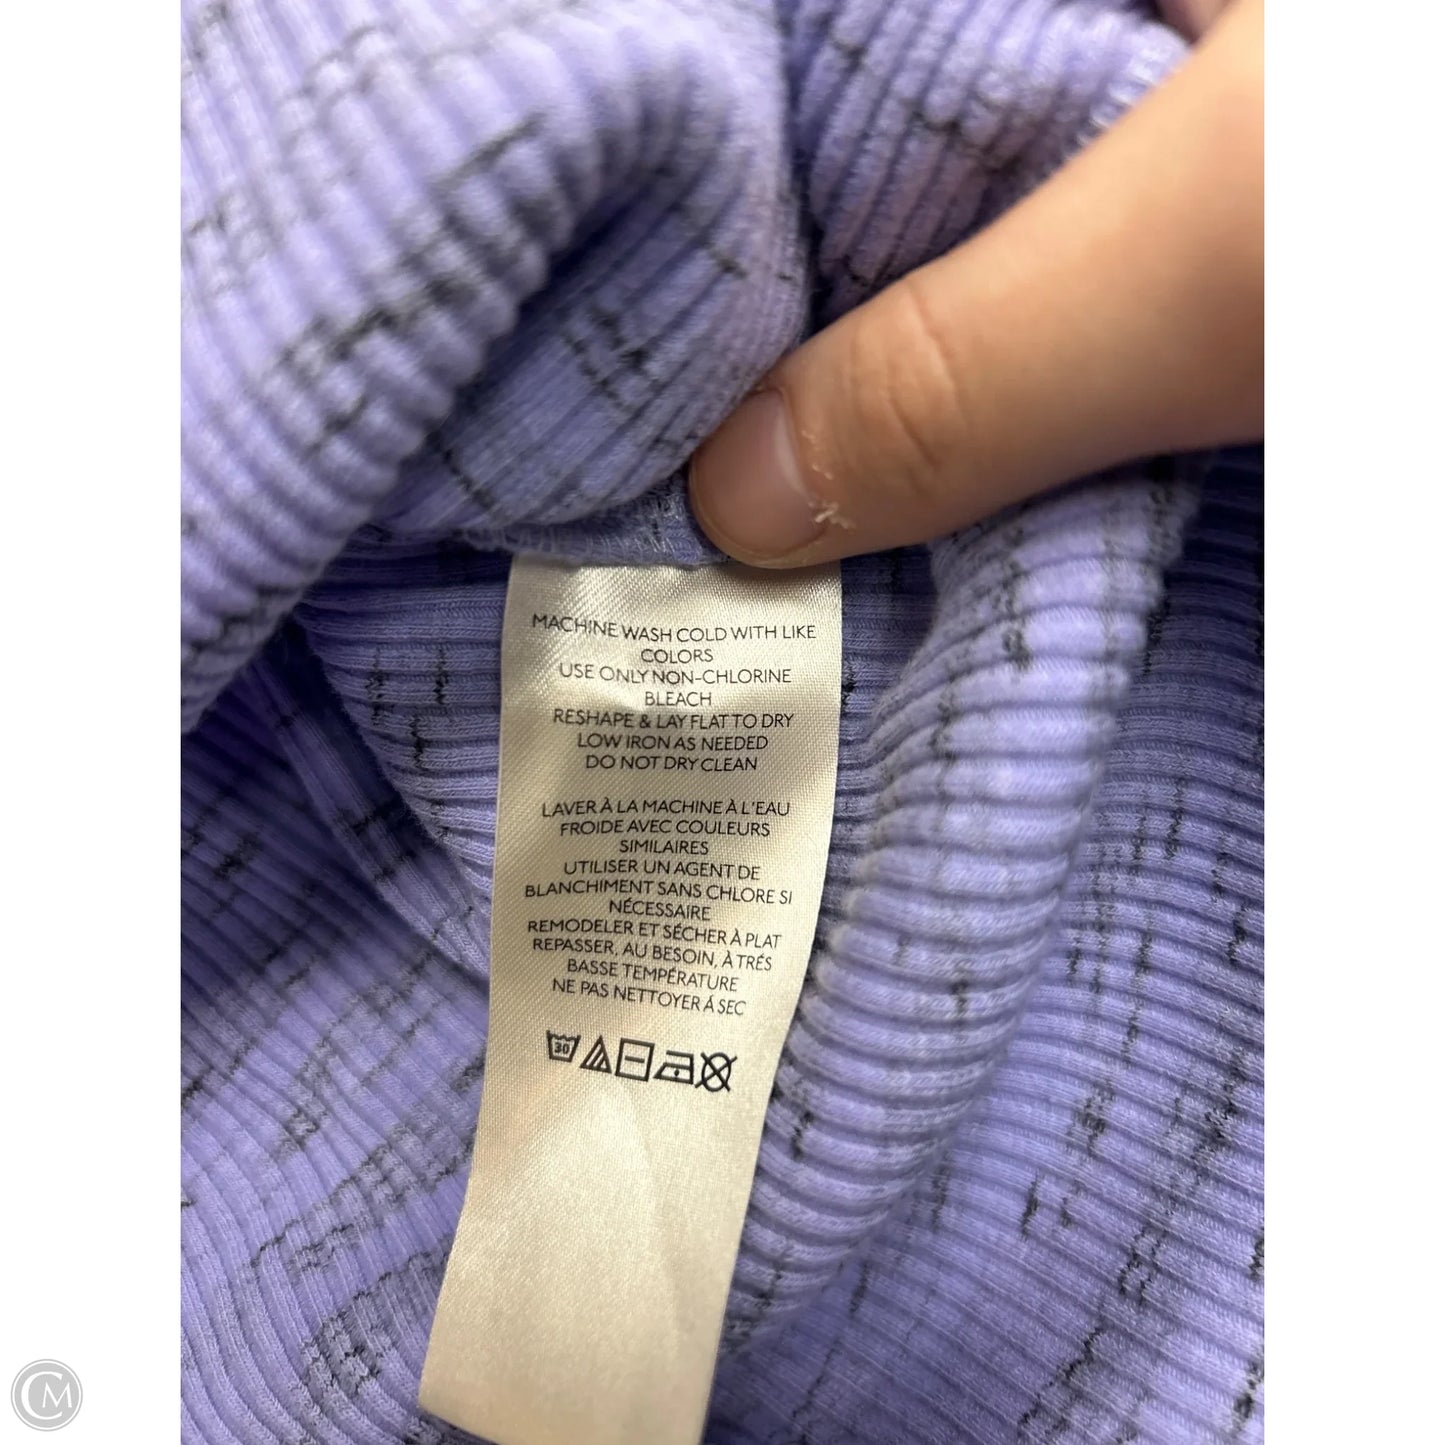 MACHINE WASH COLD WITH LIKE
COLORS
USE ONLY NON-CHLORINE
BLEACH
RESHAPE & LAY FLAT TO DRY
LOW IRON AS NEEDED
DO NOT DRY CLEAN
LAVER À LA MACHINE À L'EAU
FROIDE AVEC COULEURS
SIMILAIRES
UTILISER UN AGENT DE
BLANCHIMENT SANS CHLORE SI
NÉCESSAIRE
REMODELER ET SÉCHER À PLAT
REPASSER, AU BESOIN, À TRÉS
BASSE TEMPÉRATURE
NE PAS NETTOYER À SEC
30
CM